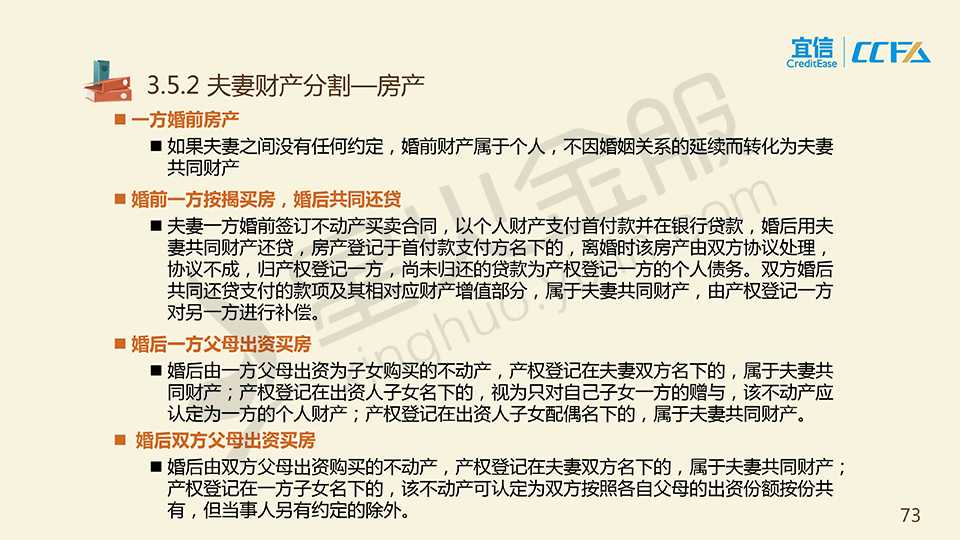 宜信
CreditEase
CCFA
3.5.2 夫妻财产分割—房产
一方婚前房产
如果夫妻之间没有任何约定，婚前财产属于个人，不因婚姻关系的延续而转化为夫妻
共同财产
婚前一方按揭买房，婚后共同还贷
夫妻一方婚前签订不动产买卖合同，以个人财产支付首付款并在银行贷款，婚后用夫
妻共同财产还贷，房产登记于首付款支付方名下的，离婚时该房产由双方协议处理，
协议不成，归产权登记一方，尚未归还的贷款为产权登记一方的个人债务。双方婚后
共同还贷支付的款项及其相对应财产增值部分，属于夫妻共同财产，由产权登记一方
对另一方进行补偿。
婚后一方父母出资买房
婚后由一方父母出资为子女购买的不动产，产权登记在夫妻双方名下的，属于夫妻共
同财产；产权登记在出资人子女名下的，视为只对自己子女一方的赠与，该不动产应
认定为一方的个人财产；产权登记在出资人子女配偶名下的，属于夫妻共同财产。
婚后双方父母出资买房
婚后由双方父母出资购买的不动产，产权登记在夫妻双方名下的，属于夫妻共同财产；
产权登记在一方子女名下的，该不动产可认定为双方按照各自父母的出资份额按份共
有，但当事人另有约定的除外。
73